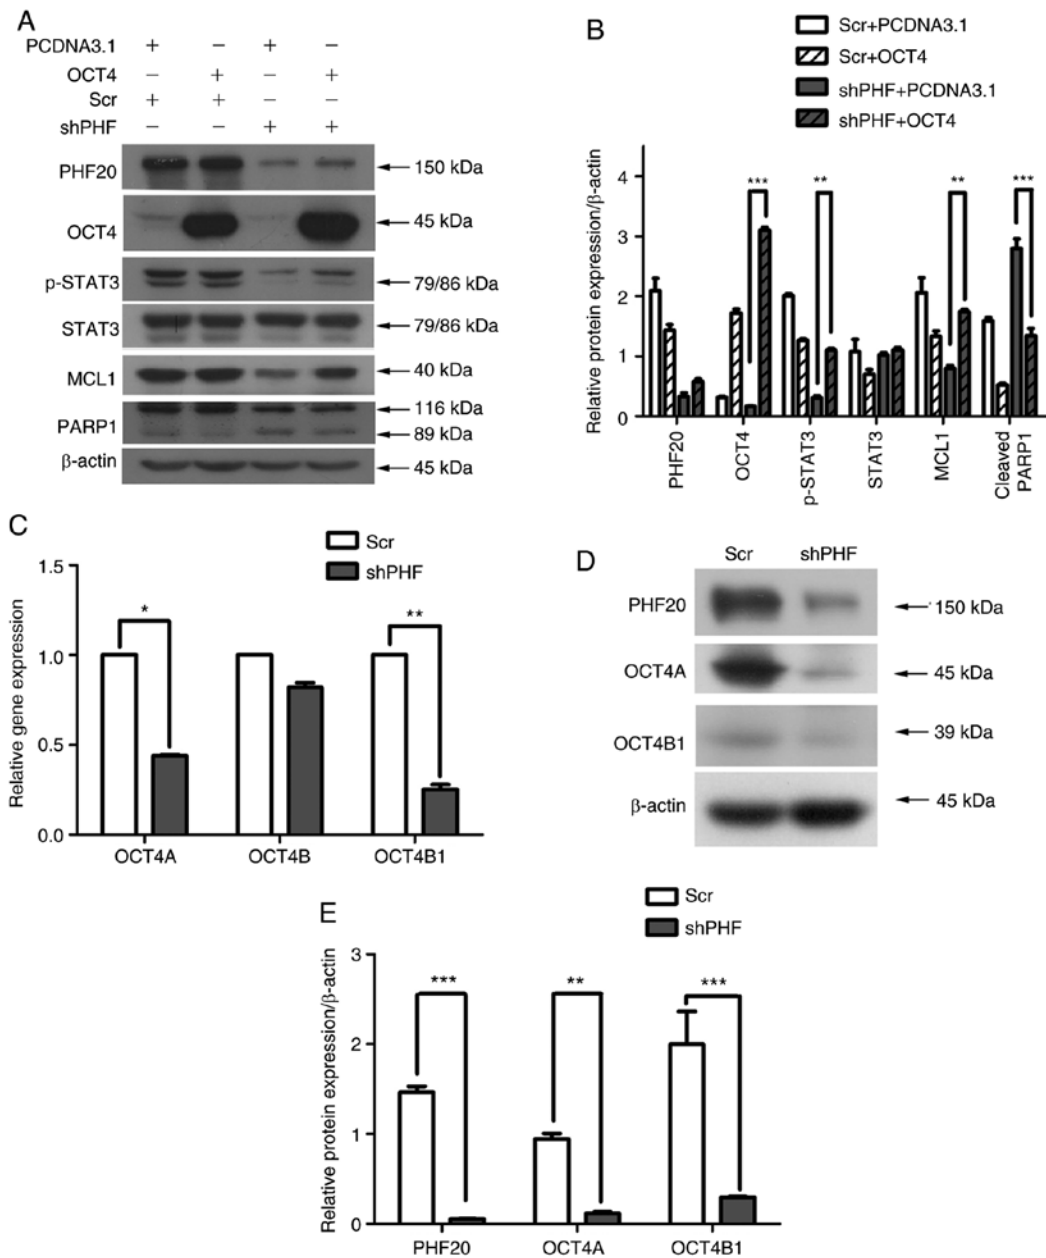 A
PCDNA3.1 + − + −
OCT4 − + − +
Scr + + − −
shPHF − − + +
PHF20 150 kDa
OCT4 45 kDa
p-STAT3 79/86 kDa
STAT3 79/86 kDa
MCL1 40 kDa
PARP1 116 kDa
89 kDa
β-actin 45 kDa
B
Scr+PCDNA3.1
Scr+OCT4
shPHF+PCDNA3.1
shPHF+OCT4
Relative protein expression/β-actin
4
3
2
1
0
*** ** ** ***
PHF20 OCT4 p-STAT3 STAT3 MCL1 Cleaved
PARP1
C
Scr
shPHF
Relative gene expression
1.5
1.0
0.5
0.0
* **
OCT4A OCT4B OCT4B1
D
Scr shPHF
PHF20 150 kDa
OCT4A 45 kDa
OCT4B1 39 kDa
β-actin 45 kDa
E
Scr
shPHF
Relative protein expression/β-actin
3
2
1
0
*** ** ***
PHF20 OCT4A OCT4B1